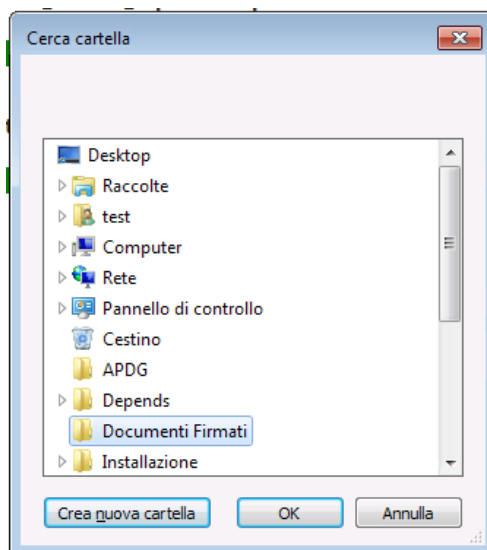 Cerca cartella
Desktop
Raccolte
test
Computer
Rete
Pannello di controllo
Cestino
APDG
Depends
Documenti Firmati
Installazione
Crea nuova cartella
OK
Annulla